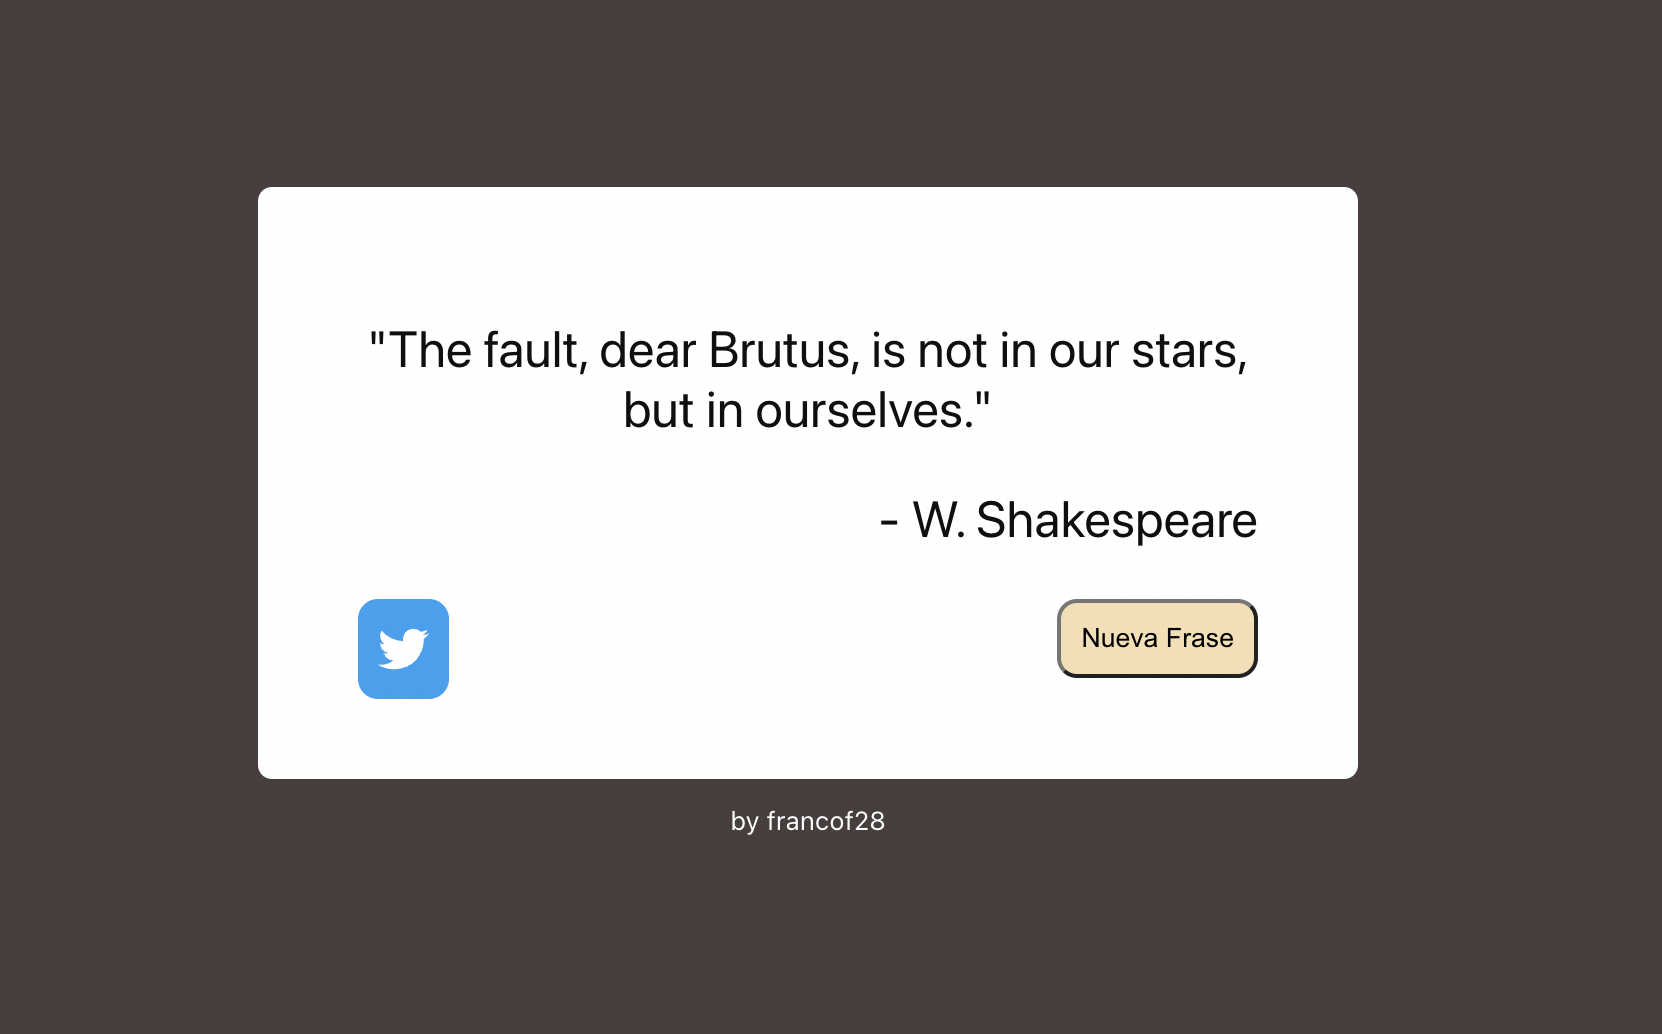 "The fault, dear Brutus, is not in our stars,
but in ourselves."
- W. Shakespeare
Nueva Frase
by francof28